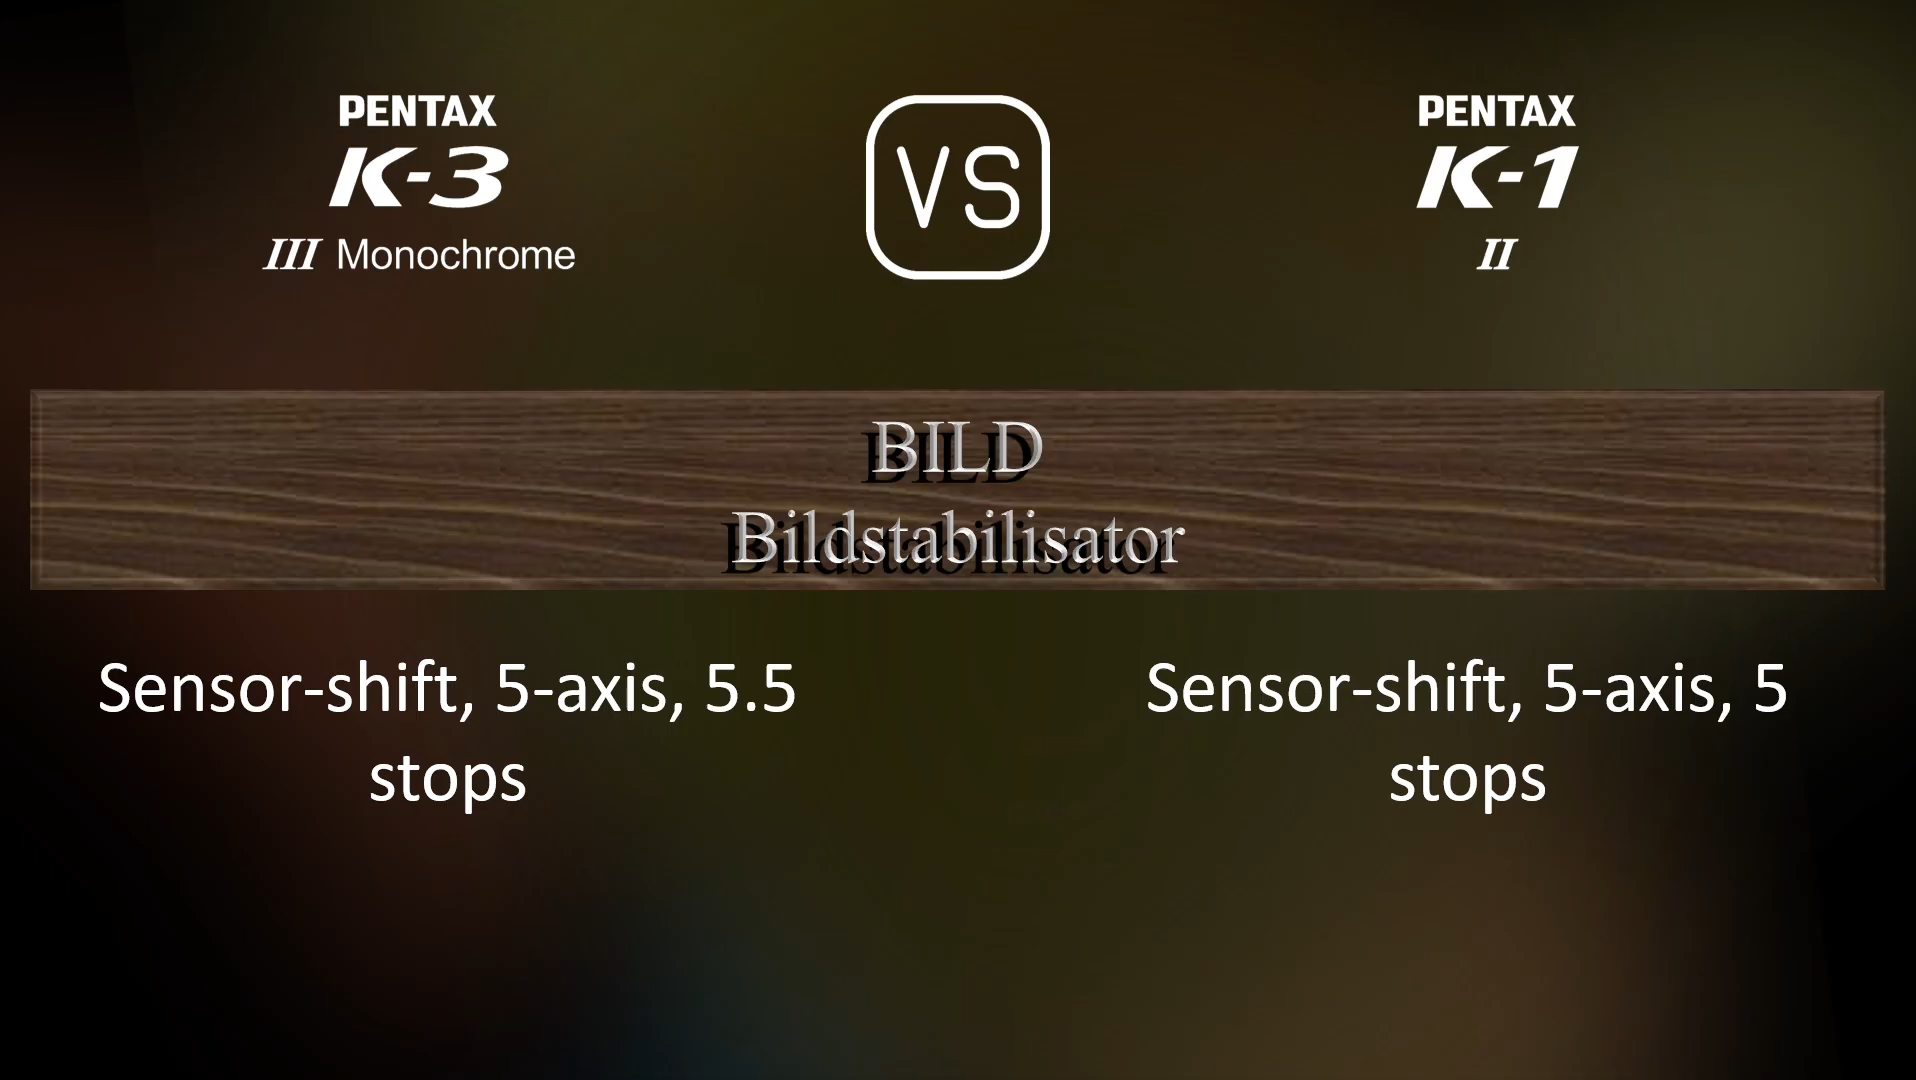 PENTAX
K-3
III Monochrome
VS
PENTAX
K-1
II
BILD
Bildstabilisator
Sensor-shift, 5-axis, 5.5
stops
Sensor-shift, 5-axis, 5
stops